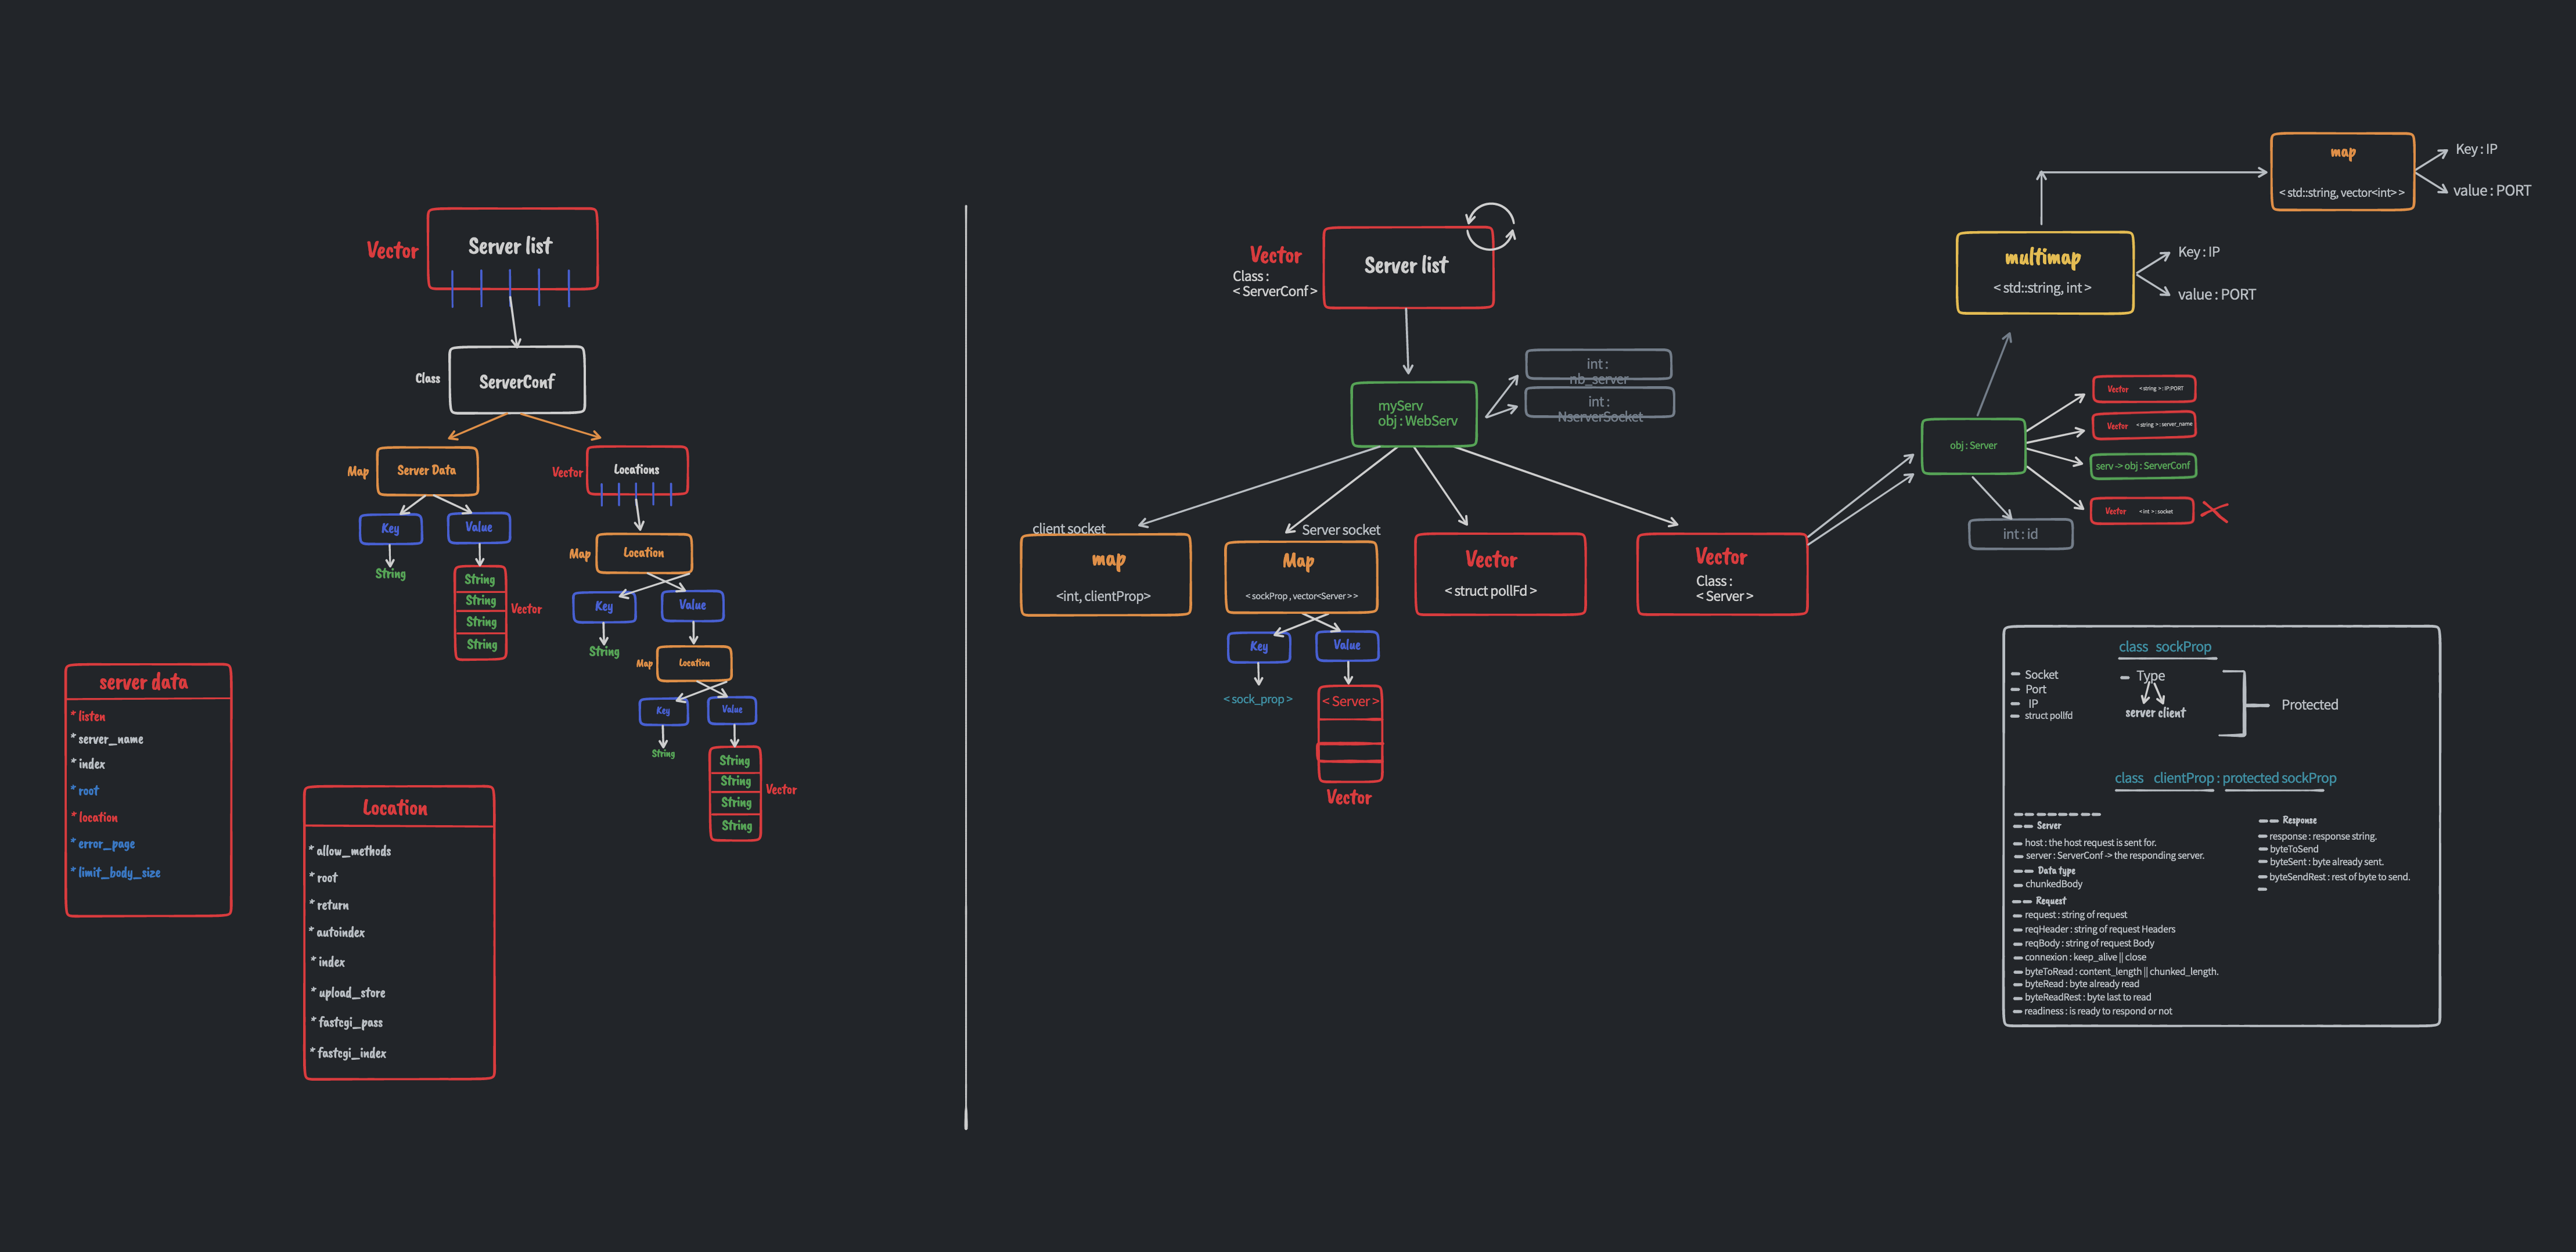 Vector
Server list
Class
ServerConf
Map
Server Data
Vector
Locations
Key
Value
String
String
String
String
String
Vector
Map
Location
Key
Value
String
Map
Location
Key
Value
String
String
String
String
String
Vector
server data
* listen
* server_name
* index
* root
* location
* error_page
* limit_body_size
Location
* allow_methods
* root
* return
* autoindex
* index
* upload_store
* fastcgi_pass
* fastcgi_index
Vector
Class :
< ServerConf >
Server list
myServ
obj : WebServ
int :
nb_server
int :
NserverSocket
client socket
map
<int, clientProp>
Server socket
Map
< sockProp , vector<Server> >
Key
Value
< sock_prop >
< Server >
Vector
Vector
< struct pollFd >
Vector
Class :
< Server >
map
< std::string, vector<int> >
Key : IP
value : PORT
multimap
< std::string, int >
Key : IP
value : PORT
obj : Server
Vector < string > : IP:PORT
Vector < string > : server_name
serv -> obj : ServerConf
Vector < int > : socket
int : id
class sockProp
Socket
Port
IP
struct pollfd
Type
server client
Protected
class clientProp : protected sockProp
Server
host : the host request is sent for.
server : ServerConf -> the responding server.
Data type
chunkedBody
Request
request : string of request
reqHeader : string of request Headers
reqBody : string of request Body
connexion : keep_alive || close
byteToRead : content_length || chunked_length.
byteRead : byte already read
byteReadRest : byte last to read
readiness : is ready to respond or not
Response
response : response string.
byteToSend
byteSent : byte already sent.
byteSendRest : rest of byte to send.